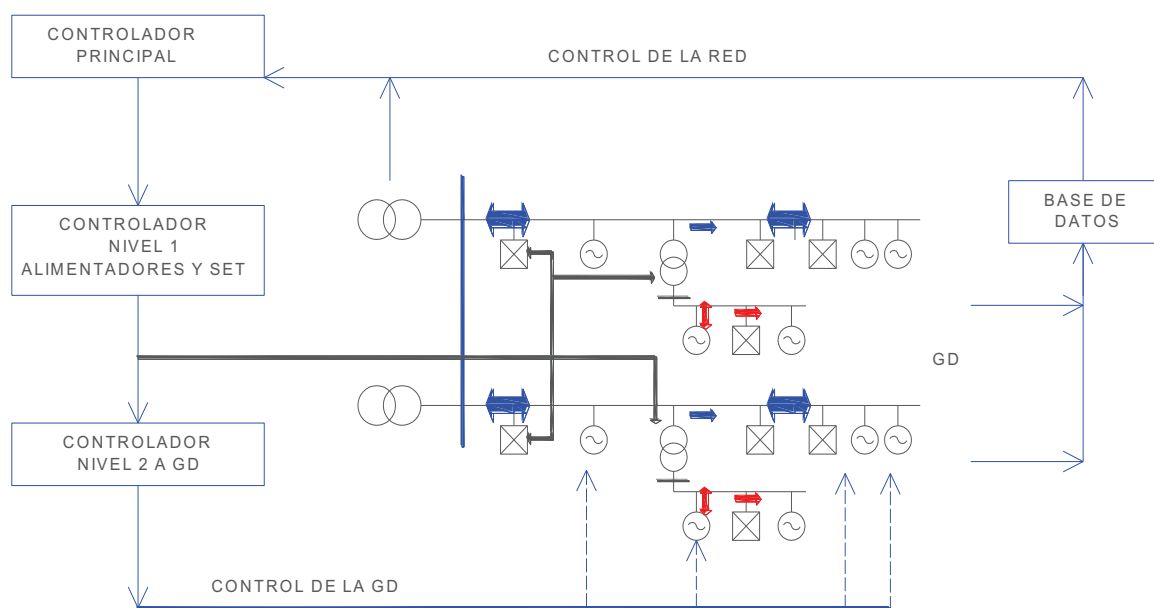 CONTROLADOR
PRINCIPAL
CONTROL DE LA RED
CONTROLADOR
NIVEL 1
ALIMENTADORES Y SET
BASE DE
DATOS
GD
CONTROLADOR
NIVEL 2 A GD
CONTROL DE LA GD